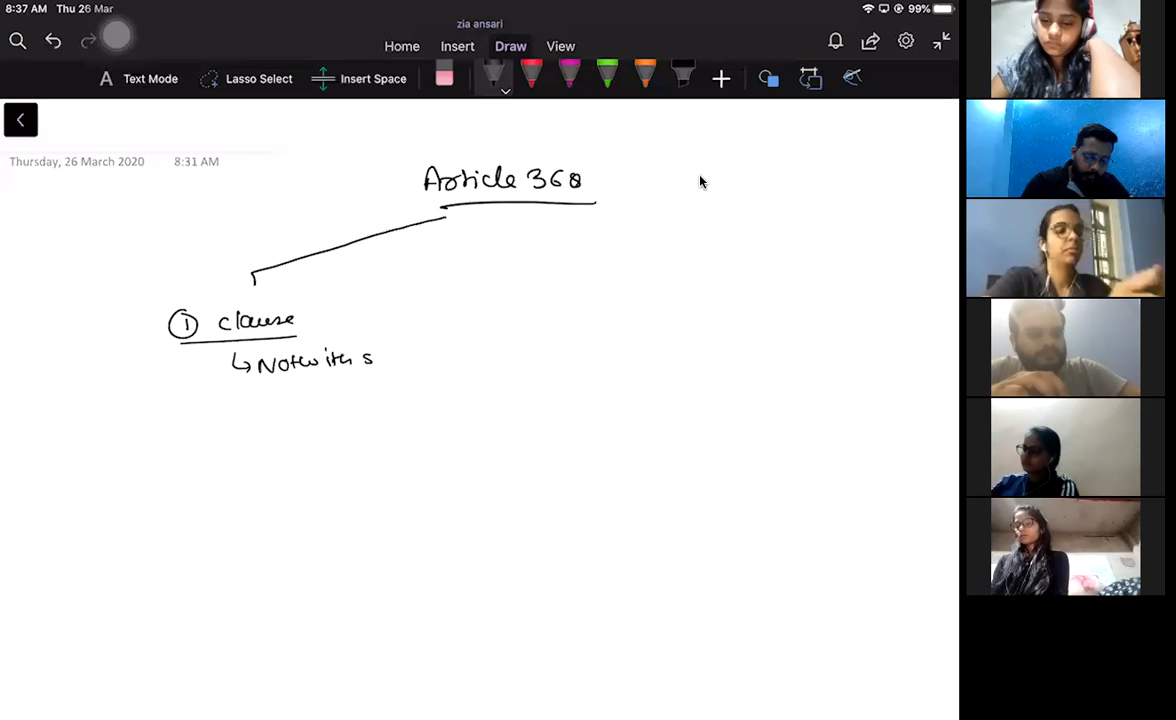 8:37 AM Thu 26 Mar
99%
zia ansari
Home Insert Draw View
A Text Mode Lasso Select Insert Space
Thursday, 26 March 2020 8:31 AM
Article 368
① clause
↳ Notwith s